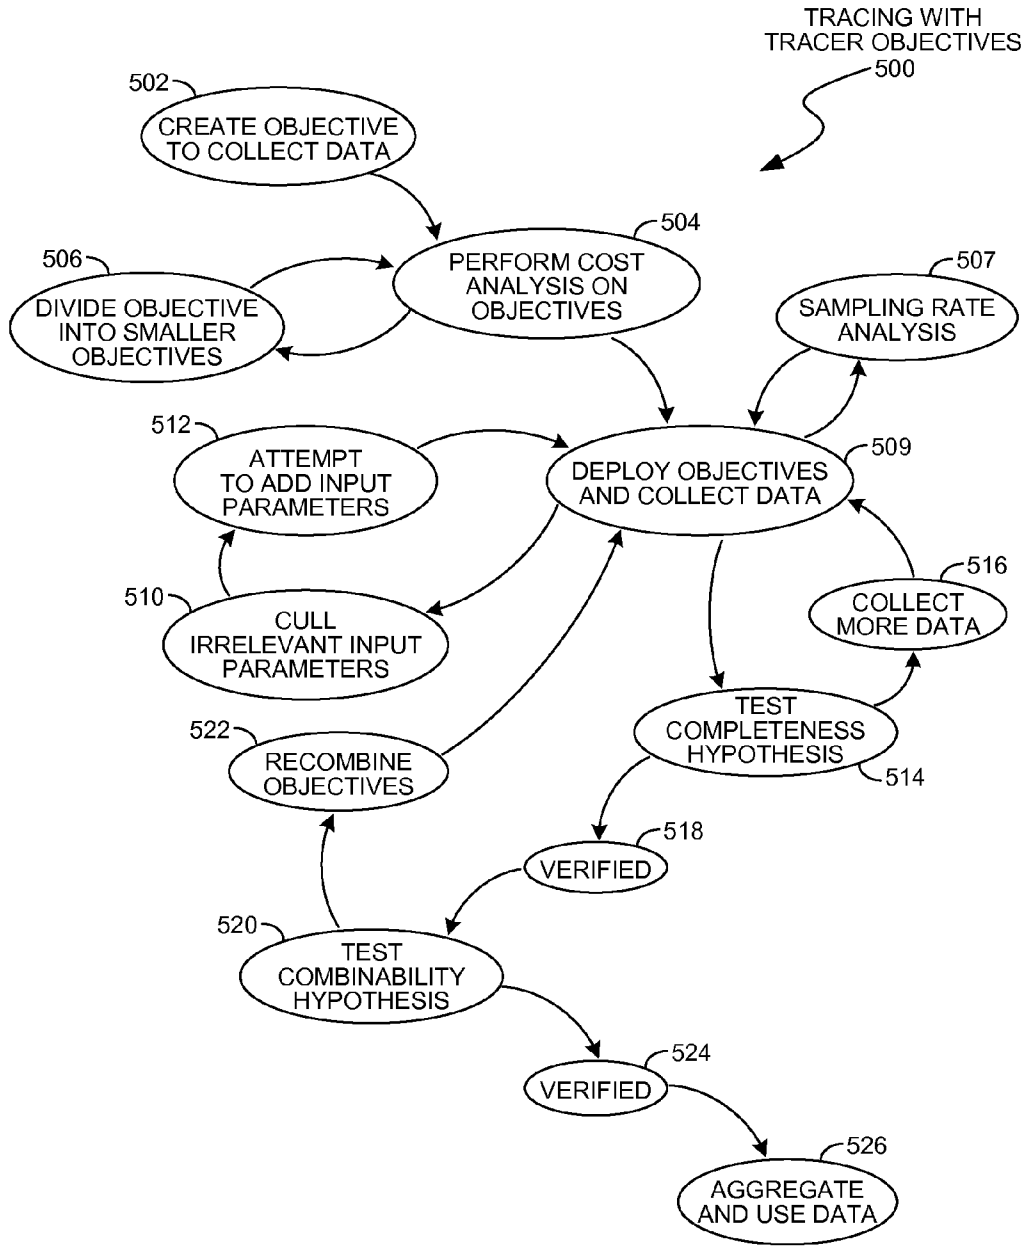 TRACING WITH
TRACER OBJECTIVES
500
502
CREATE OBJECTIVE
TO COLLECT DATA
504
PERFORM COST
ANALYSIS ON
OBJECTIVES
506
DIVIDE OBJECTIVE
INTO SMALLER
OBJECTIVES
507
SAMPLING RATE
ANALYSIS
512
ATTEMPT
TO ADD INPUT
PARAMETERS
509
DEPLOY OBJECTIVES
AND COLLECT DATA
510
CULL
IRRELEVANT INPUT
PARAMETERS
516
COLLECT
MORE DATA
TEST
COMPLETENESS
HYPOTHESIS
514
522
RECOMBINE
OBJECTIVES
518
VERIFIED
520
TEST
COMBINABILITY
HYPOTHESIS
524
VERIFIED
526
AGGREGATE
AND USE DATA